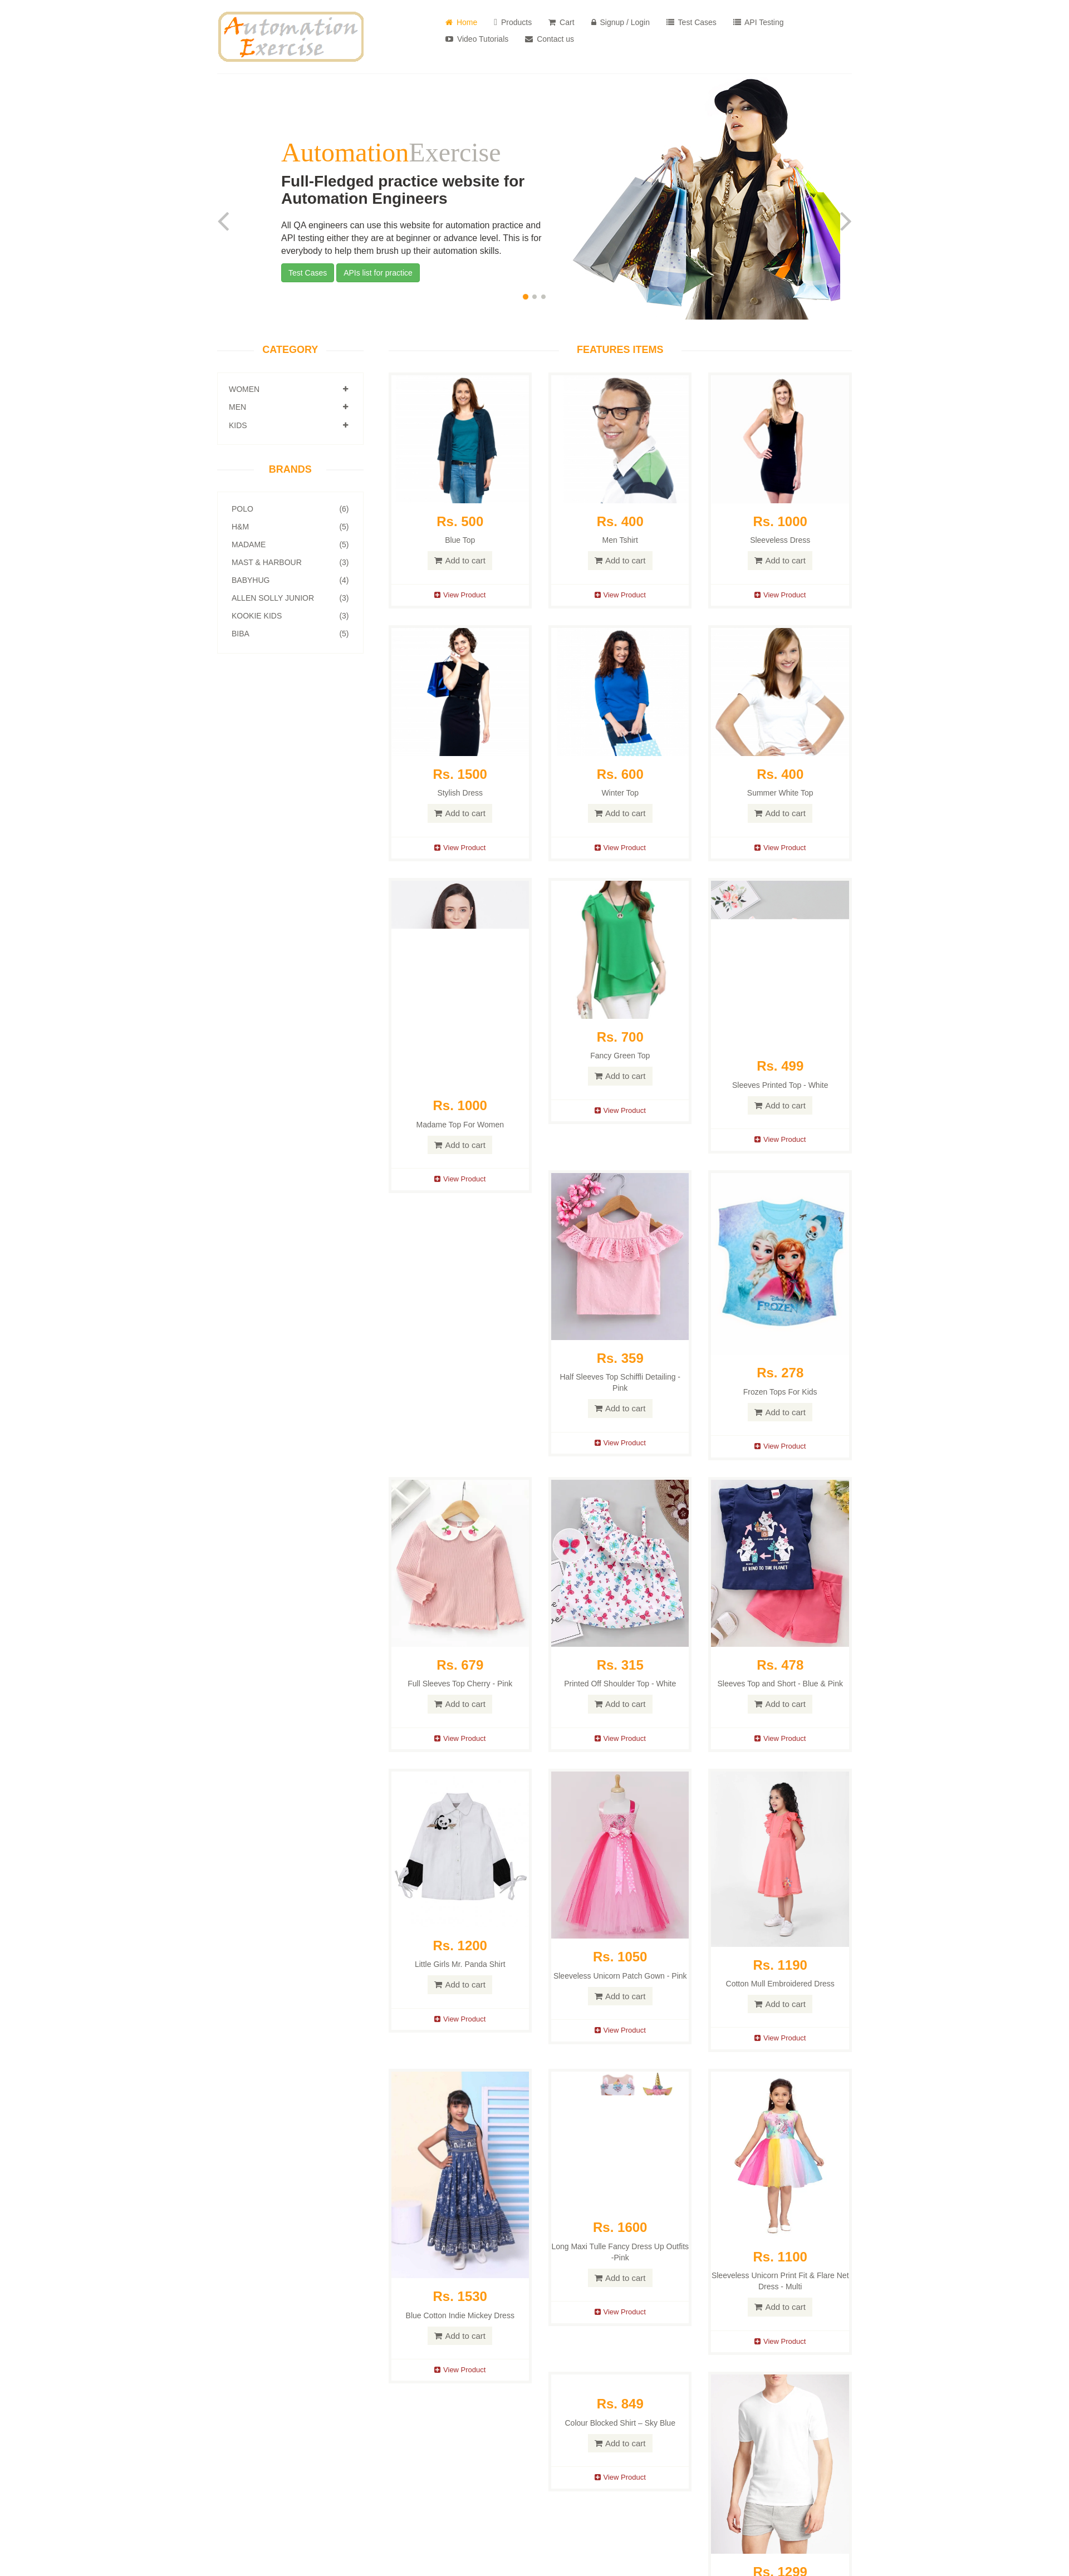 Automation
Exercise
Home
Products
Cart
Signup / Login
Test Cases
API Testing
Video Tutorials
Contact us
AutomationExercise
Full-Fledged practice website for
Automation Engineers
All QA engineers can use this website for automation practice and
API testing either they are at beginner or advance level. This is for
everybody to help them brush up their automation skills.
Test Cases
APIs list for practice
CATEGORY
WOMEN
MEN
KIDS
BRANDS
POLO (6)
H&M (5)
MADAME (5)
MAST & HARBOUR (3)
BABYHUG (4)
ALLEN SOLLY JUNIOR (3)
KOOKIE KIDS (3)
BIBA (5)
FEATURES ITEMS
Rs. 500
Blue Top
Add to cart
View Product
Rs. 400
Men Tshirt
Add to cart
View Product
Rs. 1000
Sleeveless Dress
Add to cart
View Product
Rs. 1500
Stylish Dress
Add to cart
View Product
Rs. 600
Winter Top
Add to cart
View Product
Rs. 400
Summer White Top
Add to cart
View Product
Rs. 1000
Madame Top For Women
Add to cart
View Product
Rs. 700
Fancy Green Top
Add to cart
View Product
Rs. 499
Sleeves Printed Top - White
Add to cart
View Product
Rs. 359
Half Sleeves Top Schiffli Detailing -
Pink
Add to cart
View Product
Disney
FROZEN
Rs. 278
Frozen Tops For Kids
Add to cart
View Product
Rs. 679
Full Sleeves Top Cherry - Pink
Add to cart
View Product
Rs. 315
Printed Off Shoulder Top - White
Add to cart
View Product
BE KIND TO THE PLANET
Rs. 478
Sleeves Top and Short - Blue & Pink
Add to cart
View Product
Rs. 1200
Little Girls Mr. Panda Shirt
Add to cart
View Product
Rs. 1050
Sleeveless Unicorn Patch Gown - Pink
Add to cart
View Product
Rs. 1190
Cotton Mull Embroidered Dress
Add to cart
View Product
Rs. 1530
Blue Cotton Indie Mickey Dress
Add to cart
View Product
Rs. 1600
Long Maxi Tulle Fancy Dress Up Outfits
-Pink
Add to cart
View Product
Rs. 1100
Sleeveless Unicorn Print Fit & Flare Net
Dress - Multi
Add to cart
View Product
Rs. 849
Colour Blocked Shirt – Sky Blue
Add to cart
View Product
Rs. 1299